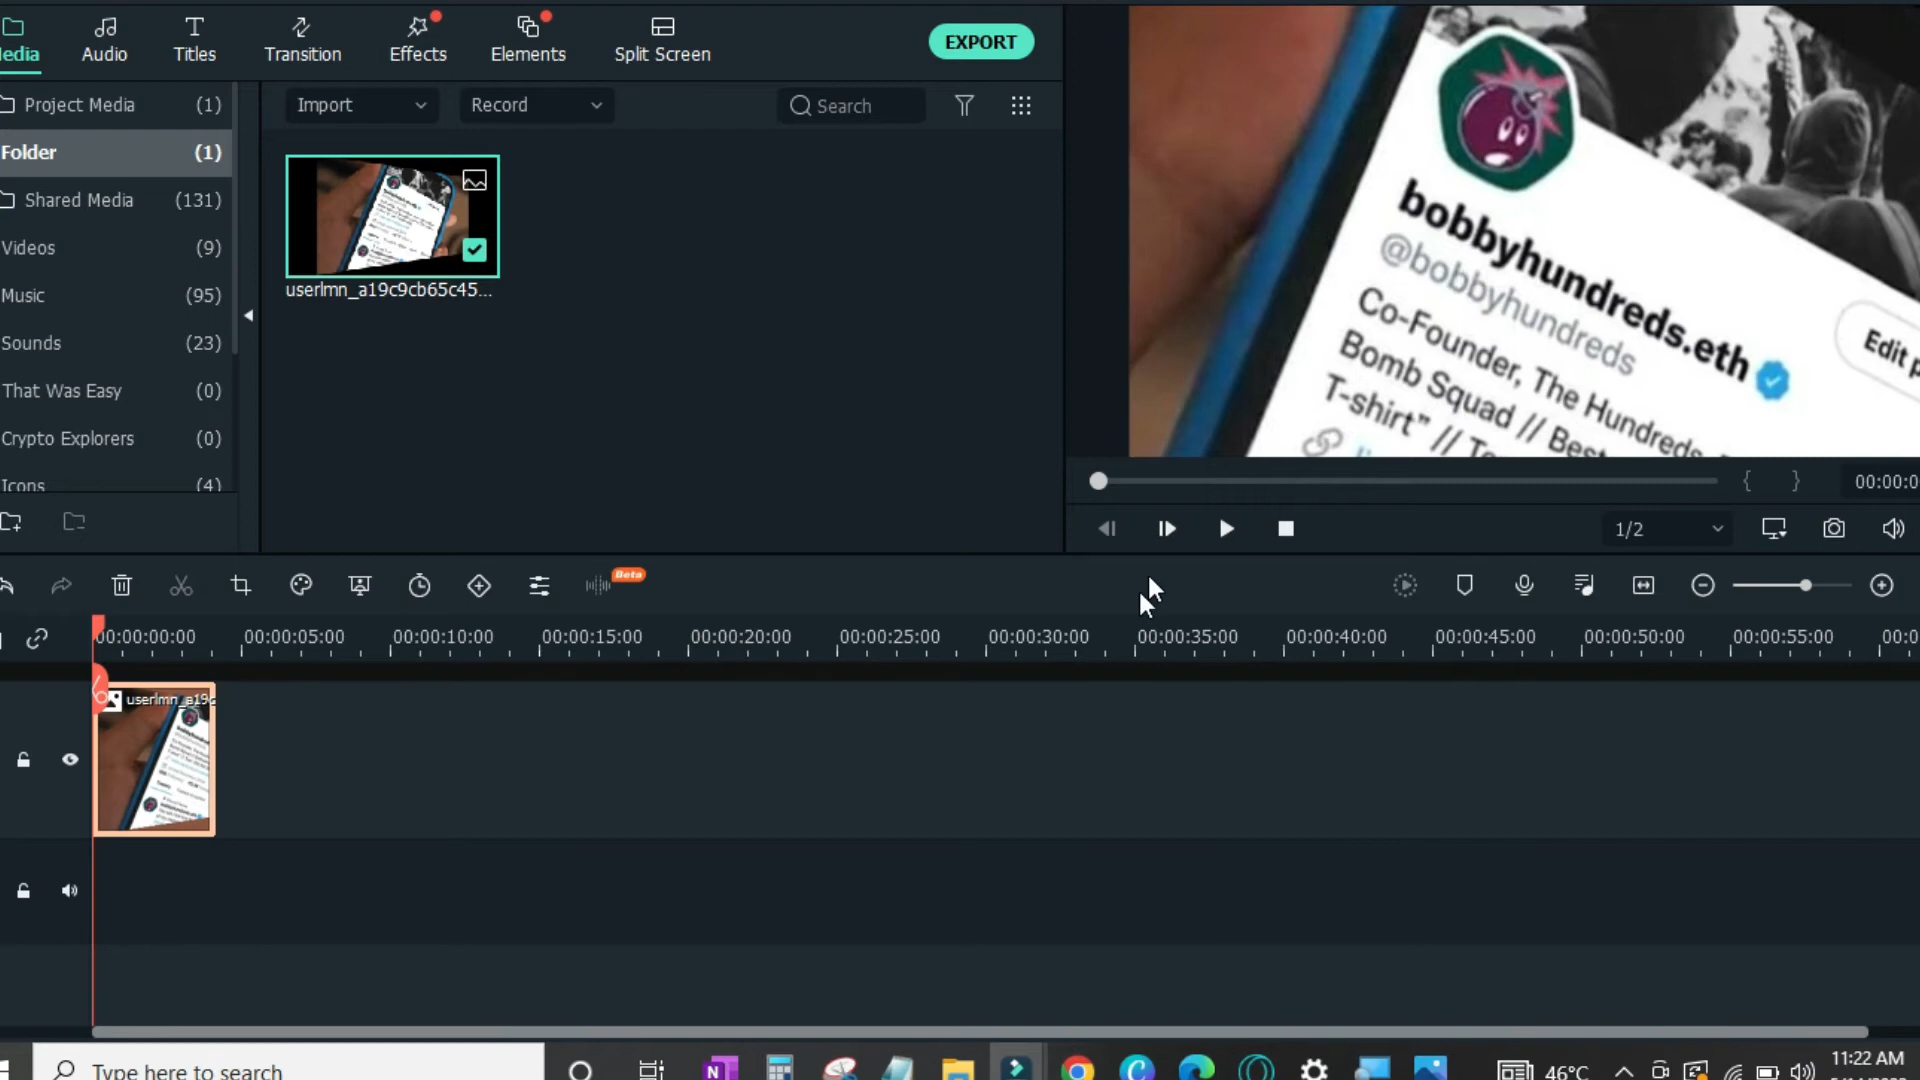 edia
Audio
Titles
Transition
Effects
Elements
Split Screen
EXPORT
Project Media (1)
Folder (1)
Shared Media (131)
Videos (9)
Music (95)
Sounds (23)
That Was Easy (0)
Crypto Explorers (0)
Icons (4)
Import
Record
Search
userlmn_a19c9cb65c45...
bobbyhundreds.eth
@bobbyhundreds
Edit p
Co-Founder, The Hundreds
Bomb Squad // Best
T-shirt" //
{ }
00:00:0
1/2
Beta
00:00:00:00
00:00:05:00
00:00:10:00
00:00:15:00
00:00:20:00
00:00:25:00
00:00:30:00
00:00:35:00
00:00:40:00
00:00:45:00
00:00:50:00
00:00:55:00
00:0
userlmn_a19c
Type here to search
N
46°C
11:22 AM